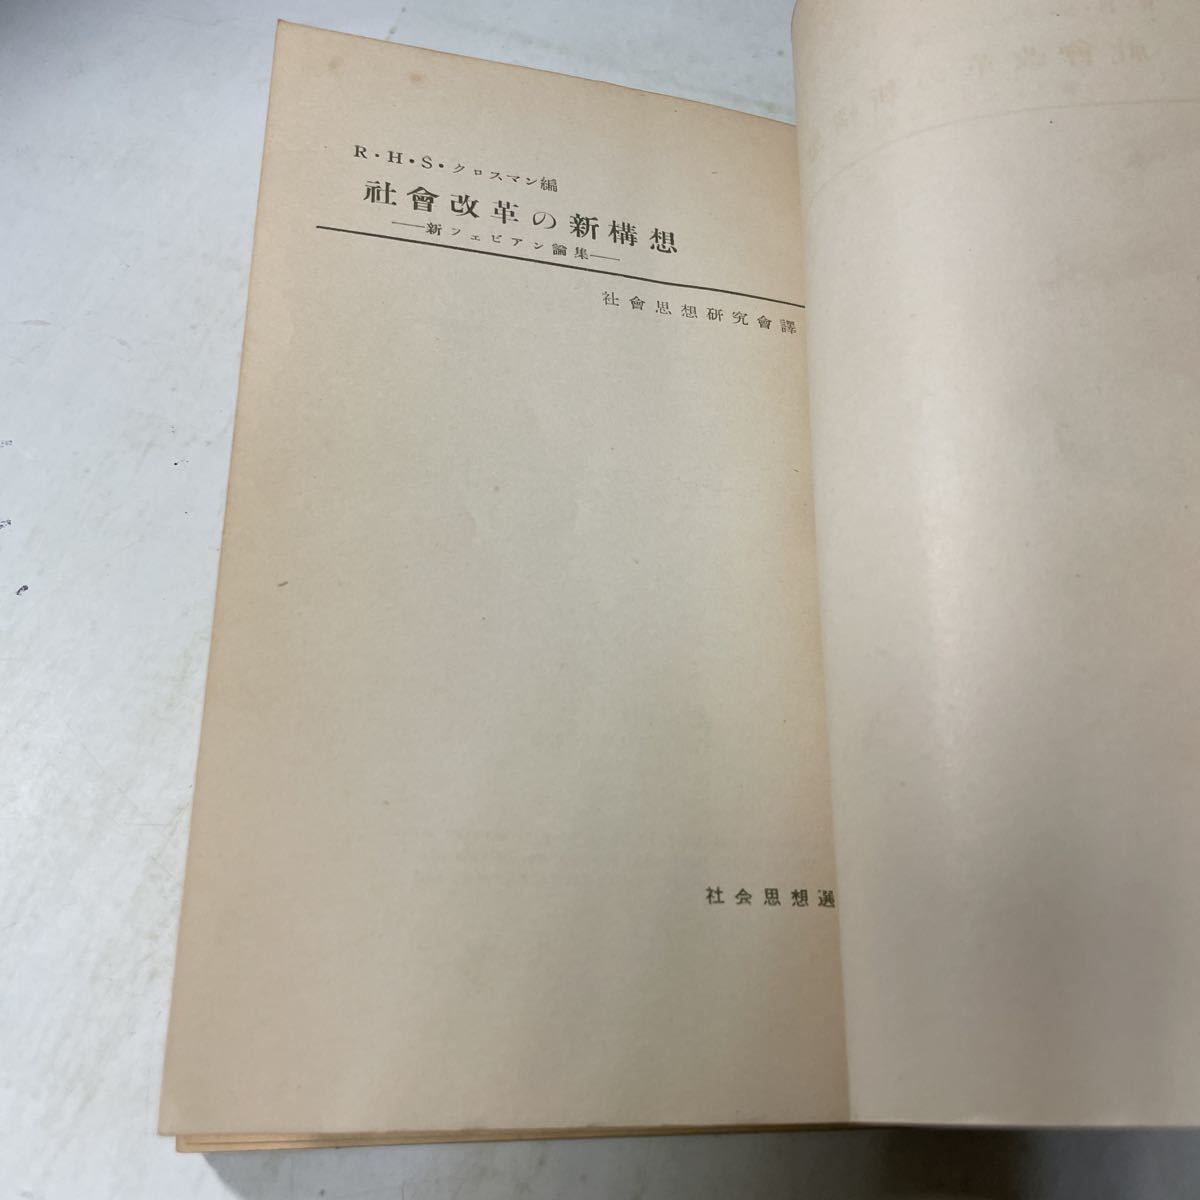 R・H・S・クロスマン編
社會改革の新構想
——新フェビアン論集——
社會思想研究會譯
社会思想選